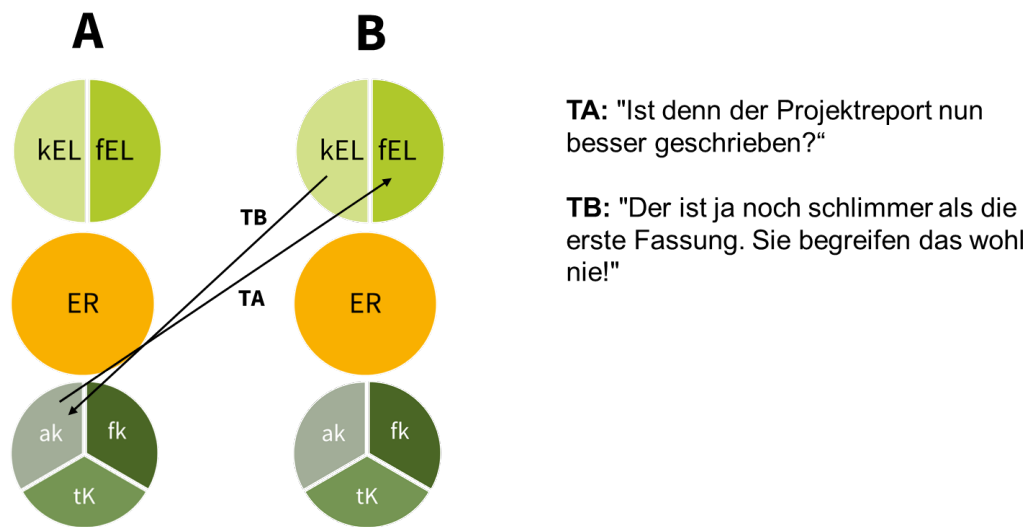 A
B
kEL fEL
kEL fEL
TA: "Ist denn der Projektreport nun
besser geschrieben?“
TB: "Der ist ja noch schlimmer als die
erste Fassung. Sie begreifen das wohl
nie!"
TB
ER
TA
ER
ak fk
tK
ak fk
tK